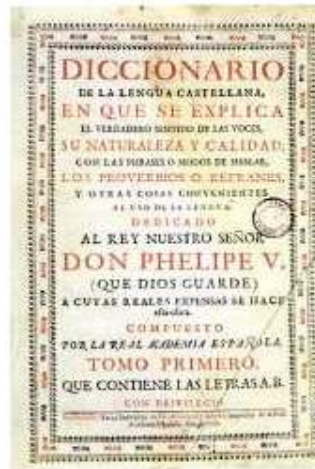 DICCIONARIO
DE LA LENGUA CASTELLANA,
EN QUE SE EXPLICA
EL VERDADERO SENTIDO DE LAS VOCES,
SU NATURALEZA Y CALIDAD,
CON LAS PHRASES O MODOS DE HABLAR,
LOS PROVERBIOS O REFRANES,
Y OTRAS COSAS CONVENIENTES
AL USO DE LA LENGUA.
DEDICADO
AL REY NUESTRO SEÑOR
DON PHELIPE V.
(QUE DIOS GUARDE)
A CUYAS REALES EXPENSAS SE HACE
esta obra.
COMPUESTO
POR LA REAL ACADEMIA ESPAÑOLA.
TOMO PRIMERO.
QUE CONTIENE LAS LETRAS A.B.
CON PRIVILEGIO